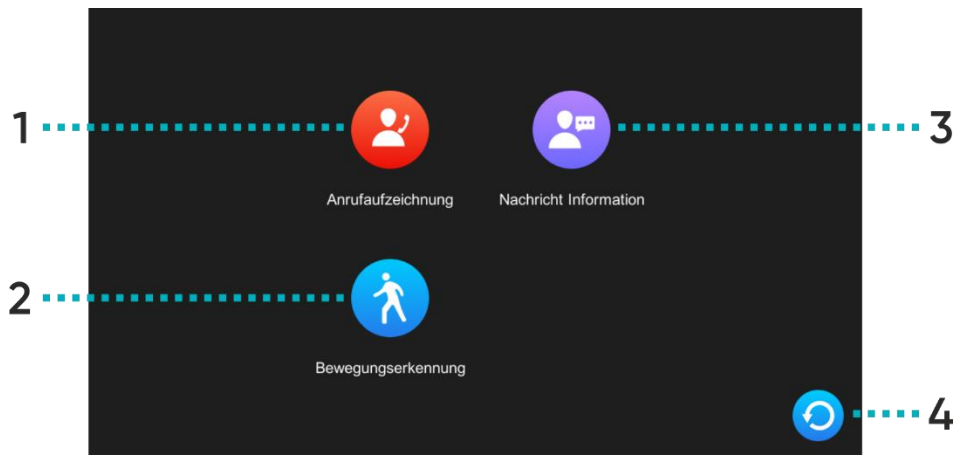 1
3
Anrufaufzeichnung
Nachricht Information
2
Bewegungserkennung
4